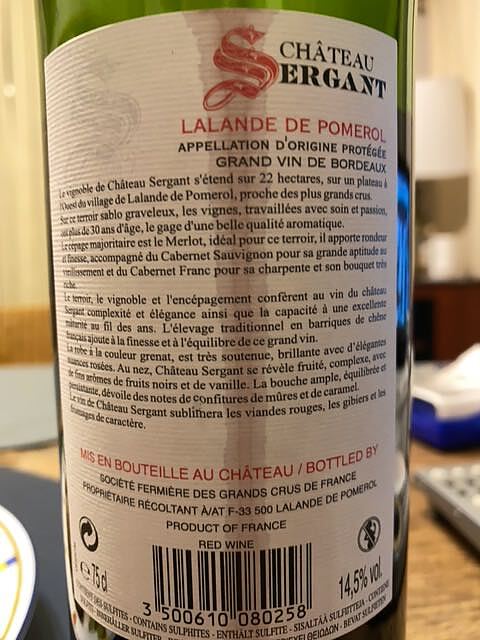 CHÂTEAU
SERGANT
LALANDE DE POMEROL
APPELLATION D'ORIGINE PROTÉGÉE
GRAND VIN DE BORDEAUX
Le vignoble de Château Sergant s'étend sur 22 hectares, sur un plateau à
l'Ouest du village de Lalande de Pomerol, proche des plus grands crus.
Sur ce terroir sablo graveleux, les vignes, travaillées avec soin et passion,
plus de 30 ans d'âge, le gage d'une belle qualité aromatique.
Le cépage majoritaire est le Merlot, idéal pour ce terroir, il apporte rondeur
et finesse, accompagné du Cabernet Sauvignon pour sa grande aptitude au
vieillissement et du Cabernet Franc pour sa charpente et son bouquet très
riche.
Le terroir, le vignoble et l'encépagement confèrent au vin du château
Sergant complexité et élégance ainsi que la capacité à une excellente
maturité au fil des ans. L'élevage traditionnel en barriques de chêne
français ajoute à la finesse et à l'équilibre de ce grand vin.
La robe à la couleur grenat, est très soutenue, brillante avec d'élégantes
nuances rosées. Au nez, Château Sergant se révèle fruité, complexe, avec
de fins arômes de fruits noirs et de vanille. La bouche ample, équilibrée et
persistante, dévoile des notes de confitures de mûres et de caramel.
Le vin de Château Sergant sublimera les viandes rouges, les gibiers et les
fromages de caractère.
MIS EN BOUTEILLE AU CHÂTEAU / BOTTLED BY
SOCIÉTÉ FERMIÈRE DES GRANDS CRUS DE FRANCE
PROPRIÉTAIRE RÉCOLTANT À/AT F-33 500 LALANDE DE POMEROL
PRODUCT OF FRANCE
RED WINE
e 75 cl
14,5% vol.
3 500610 080258
CONTIENT DES SULFITES - CONTAINS SULPHITES - ENTHÄLT SULFITE - SISÄLTÄÄ SULFIITTEJA